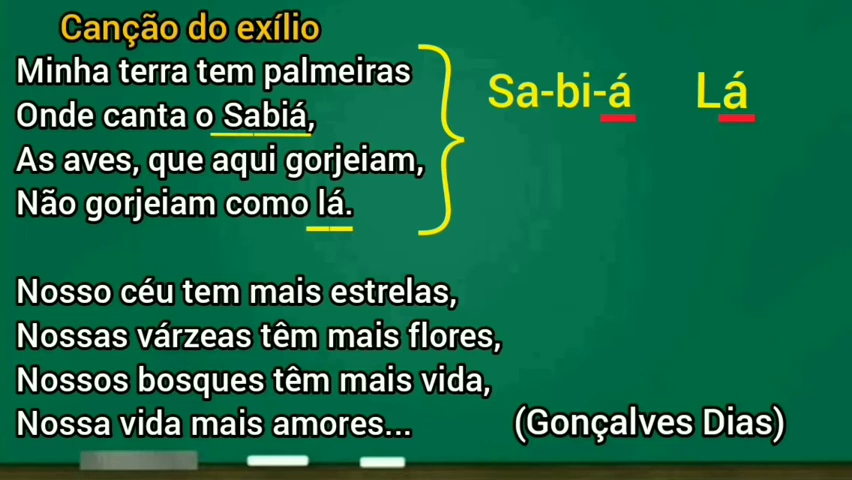 Canção do exílio
Minha terra tem palmeiras
Onde canta o Sabiá,
As aves, que aqui gorjeiam,
Não gorjeiam como lá.
Sa-bi-á Lá
Nosso céu tem mais estrelas,
Nossas várzeas têm mais flores,
Nossos bosques têm mais vida,
Nossa vida mais amores...
(Gonçalves Dias)